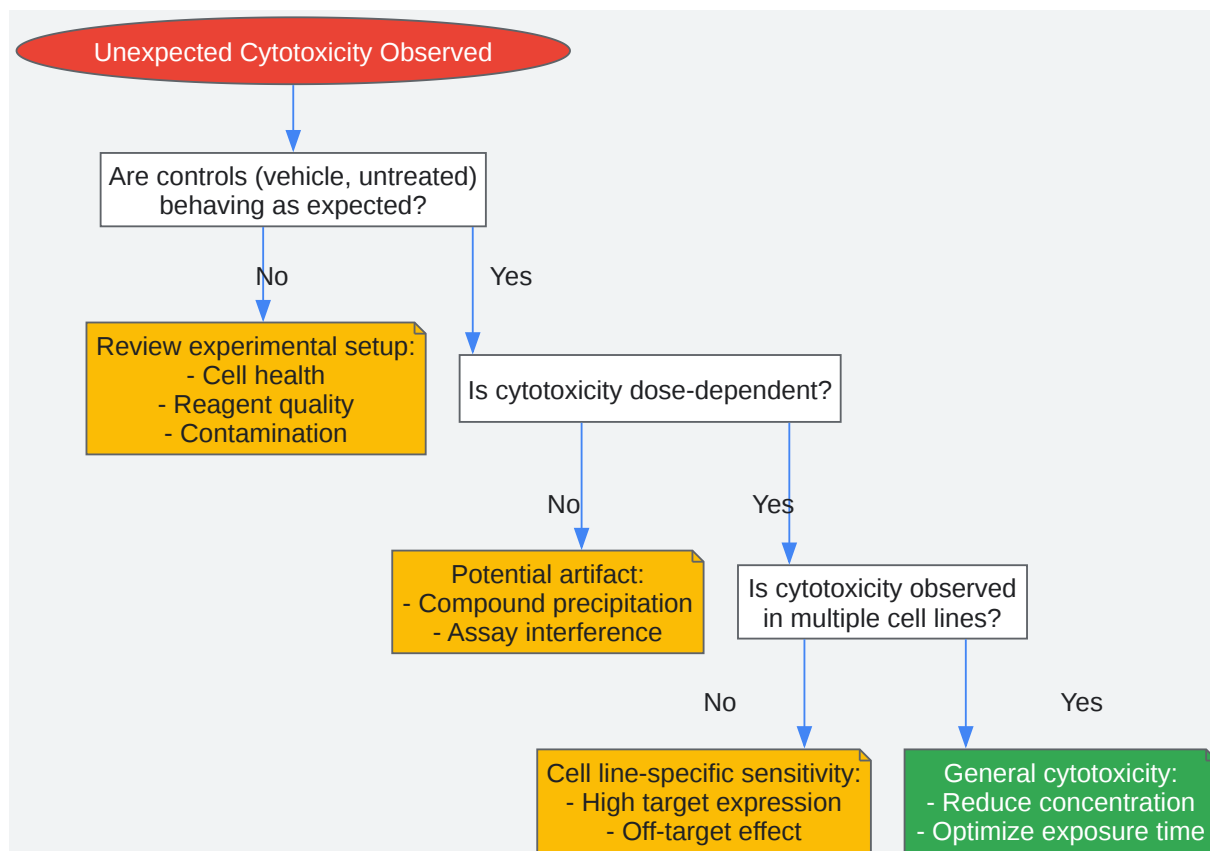 Unexpected Cytotoxicity Observed
Are controls (vehicle, untreated)
behaving as expected?
No
Yes
Review experimental setup:
- Cell health
- Reagent quality
- Contamination
Is cytotoxicity dose-dependent?
No
Yes
Potential artifact:
- Compound precipitation
- Assay interference
Is cytotoxicity observed
in multiple cell lines?
No
Yes
Cell line-specific sensitivity:
- High target expression
- Off-target effect
General cytotoxicity:
- Reduce concentration
- Optimize exposure time